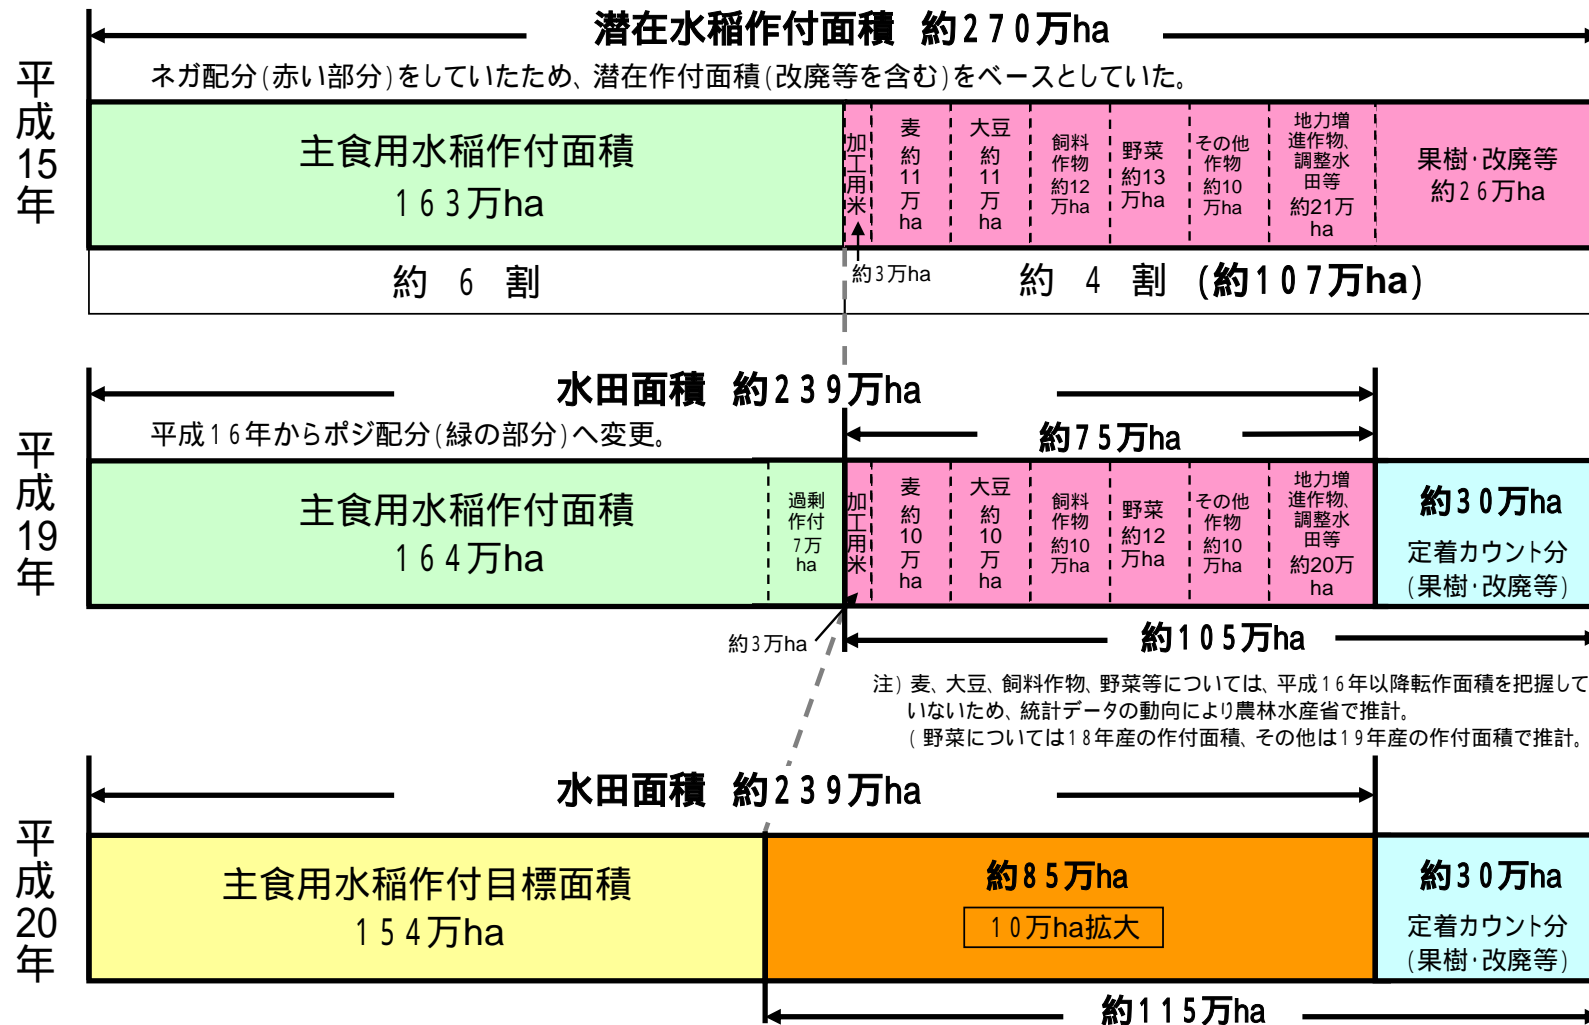 潜在水稲作付面積 約270万ha
ネガ配分(赤い部分)をしていたため、潜在作付面積(改廃等を含む)をベースとしていた。
平成15年
主食用水稲作付面積
163万ha
加工用米
約3万ha
麦
約
11
万
ha
大豆
約
11
万
ha
飼料
作物
約12
万ha
野菜
約13
万ha
その他
作物
約10
万ha
地力増
進作物、
調整水
田等
約21万
ha
果樹・改廃等
約26万ha
約 6 割
約 4 割 (約107万ha)
水田面積 約239万ha
平成16年からポジ配分(緑の部分)へ変更。
約75万ha
平成19年
主食用水稲作付面積
164万ha
過剰
作付
7万
ha
加工用米
約3万ha
麦
約
10
万
ha
大豆
約
10
万
ha
飼料
作物
約10
万ha
野菜
約12
万ha
その他
作物
約10
万ha
地力増
進作物、
調整水
田等
約20万
ha
約30万ha
定着カウント分
(果樹・改廃等)
約105万ha
注) 麦、大豆、飼料作物、野菜等については、平成16年以降転作面積を把握して
いないため、統計データの動向により農林水産省で推計。
( 野菜については18年産の作付面積、その他は19年産の作付面積で推計。
水田面積 約239万ha
平成20年
主食用水稲作付目標面積
154万ha
約85万ha
10万ha拡大
約30万ha
定着カウント分
(果樹・改廃等)
約115万ha